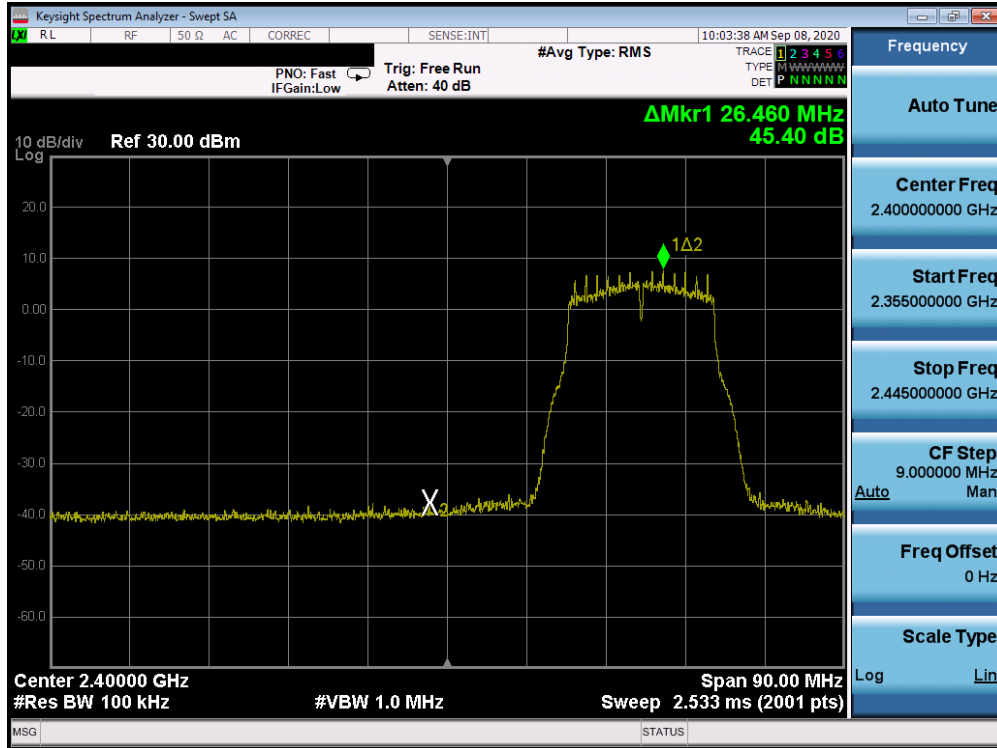 Keysight Spectrum Analyzer - Swept SA
LXI RL RF 50 Ω AC CORREC SENSE:INT 10:03:38 AM Sep 08, 2020
#Avg Type: RMS TRACE 1 2 3 4 5 6
PNO: Fast Trig: Free Run TYPE M WWWWW
IFGain:Low Atten: 40 dB DET P N N N N N
ΔMkr1 26.460 MHz
10 dB/div Ref 30.00 dBm 45.40 dB
Log
20.0
1Δ2
10.0
0.00
-10.0
-20.0
-30.0
X
-40.0
-50.0
-60.0
Center 2.40000 GHz Span 90.00 MHz
#Res BW 100 kHz #VBW 1.0 MHz Sweep 2.533 ms (2001 pts)
MSG STATUS
Frequency
Auto Tune
Center Freq
2.400000000 GHz
Start Freq
2.355000000 GHz
Stop Freq
2.445000000 GHz
CF Step
9.000000 MHz
Auto Man
Freq Offset
0 Hz
Scale Type
Log Lin